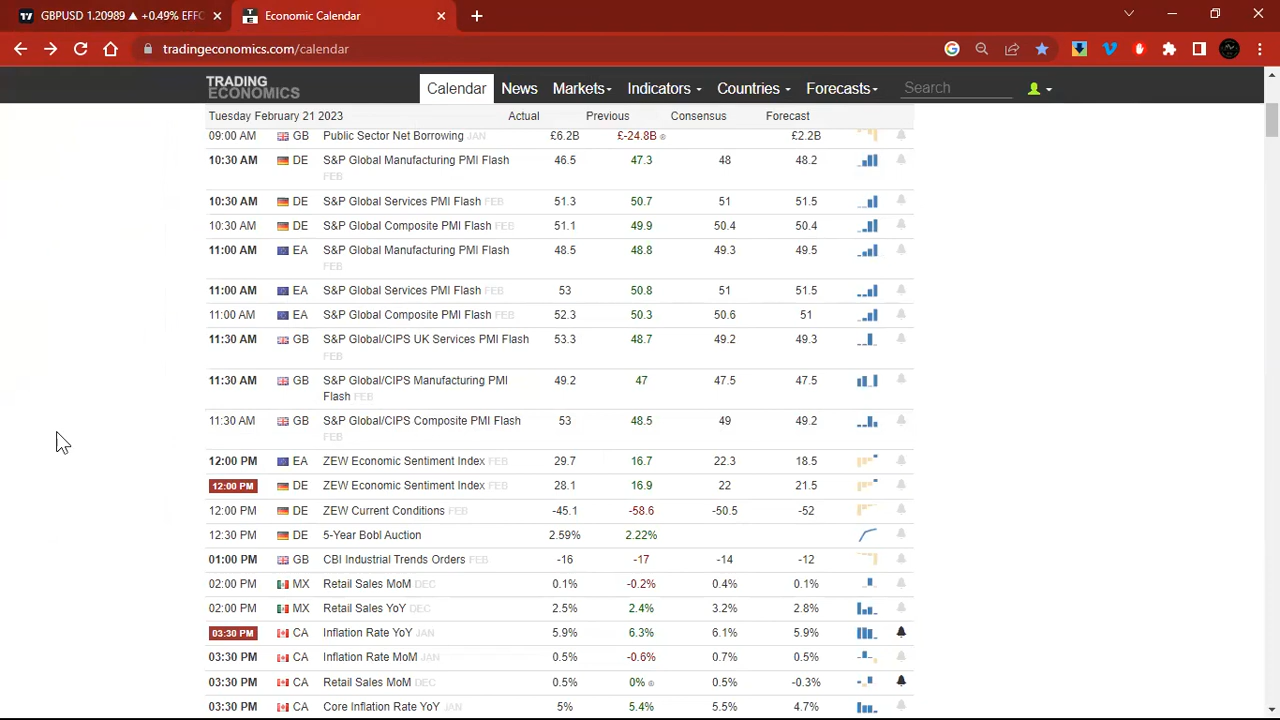 GBPUSD 1.20989 ▲ +0.49% EFFC
Economic Calendar
tradingeconomics.com/calendar
TRADING ECONOMICS Calendar News Markets Indicators Countries Forecasts Search
Tuesday February 21 2023 Actual Previous Consensus Forecast
09:00 AM GB Public Sector Net Borrowing JAN £6.2B £-24.8B ® £2.2B
10:30 AM DE S&P Global Manufacturing PMI Flash 46.5 47.3 48 48.2
FEB
10:30 AM DE S&P Global Services PMI Flash FEB 51.3 50.7 51 51.5
10:30 AM DE S&P Global Composite PMI Flash FEB 51.1 49.9 50.4 50.4
11:00 AM EA S&P Global Manufacturing PMI Flash 48.5 48.8 49.3 49.5
FEB
11:00 AM EA S&P Global Services PMI Flash FEB 53 50.8 51 51.5
11:00 AM EA S&P Global Composite PMI Flash FEB 52.3 50.3 50.6 51
11:30 AM GB S&P Global/CIPS UK Services PMI Flash 53.3 48.7 49.2 49.3
FEB
11:30 AM GB S&P Global/CIPS Manufacturing PMI 49.2 47 47.5 47.5
Flash FEB
11:30 AM GB S&P Global/CIPS Composite PMI Flash 53 48.5 49 49.2
FEB
12:00 PM EA ZEW Economic Sentiment Index FEB 29.7 16.7 22.3 18.5
12:00 PM DE ZEW Economic Sentiment Index FEB 28.1 16.9 22 21.5
12:00 PM DE ZEW Current Conditions FEB -45.1 -58.6 -50.5 -52
12:30 PM DE 5-Year Bobl Auction 2.59% 2.22%
01:00 PM GB CBI Industrial Trends Orders FEB -16 -17 -14 -12
02:00 PM MX Retail Sales MoM DEC 0.1% -0.2% 0.4% 0.1%
02:00 PM MX Retail Sales YoY DEC 2.5% 2.4% 3.2% 2.8%
03:30 PM CA Inflation Rate YoY JAN 5.9% 6.3% 6.1% 5.9%
03:30 PM CA Inflation Rate MoM JAN 0.5% -0.6% 0.7% 0.5%
03:30 PM CA Retail Sales MoM DEC 0.5% 0% ® 0.5% -0.3%
03:30 PM CA Core Inflation Rate YoY JAN 5% 5.4% 4.7%